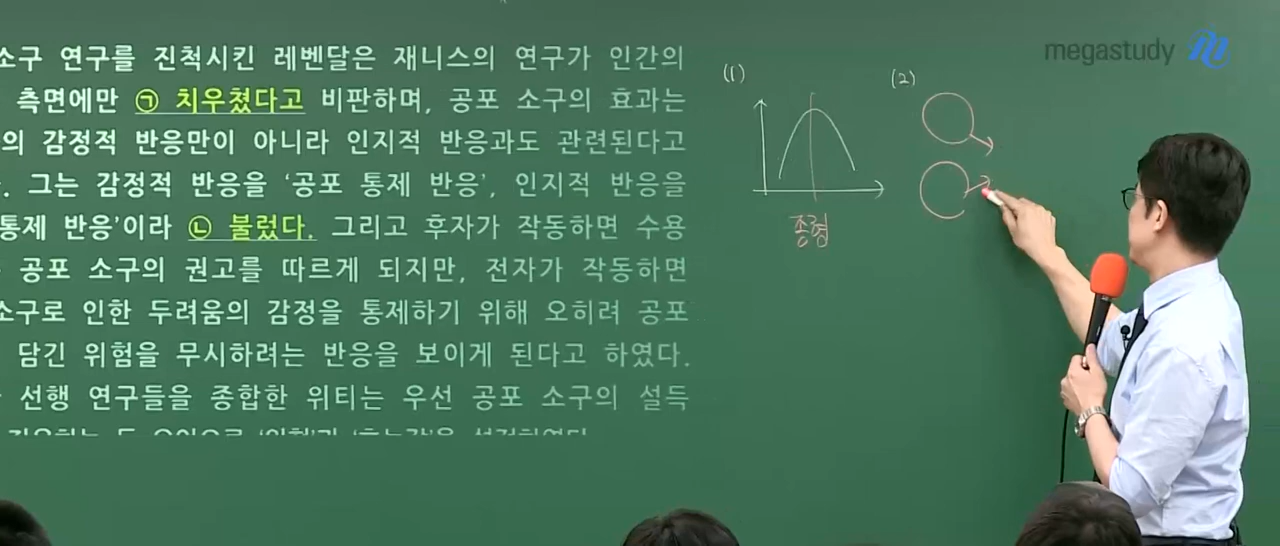 소구 연구를 진척시킨 레벤달은 재니스의 연구가 인간의
측면에만 ㉠ 치우쳤다고 비판하며, 공포 소구의 효과는
의 감정적 반응만이 아니라 인지적 반응과도 관련된다고
. 그는 감정적 반응을 ‘공포 통제 반응’, 인지적 반응을
통제 반응’이라 ㉡ 불렀다. 그리고 후자가 작동하면 수용
공포 소구의 권고를 따르게 되지만, 전자가 작동하면
소구로 인한 두려움의 감정을 통제하기 위해 오히려 공포
담긴 위험을 무시하려는 반응을 보이게 된다고 하였다.
선행 연구들을 종합한 위티는 우선 공포 소구의 설득
(1)
종형
(2)
megastudy